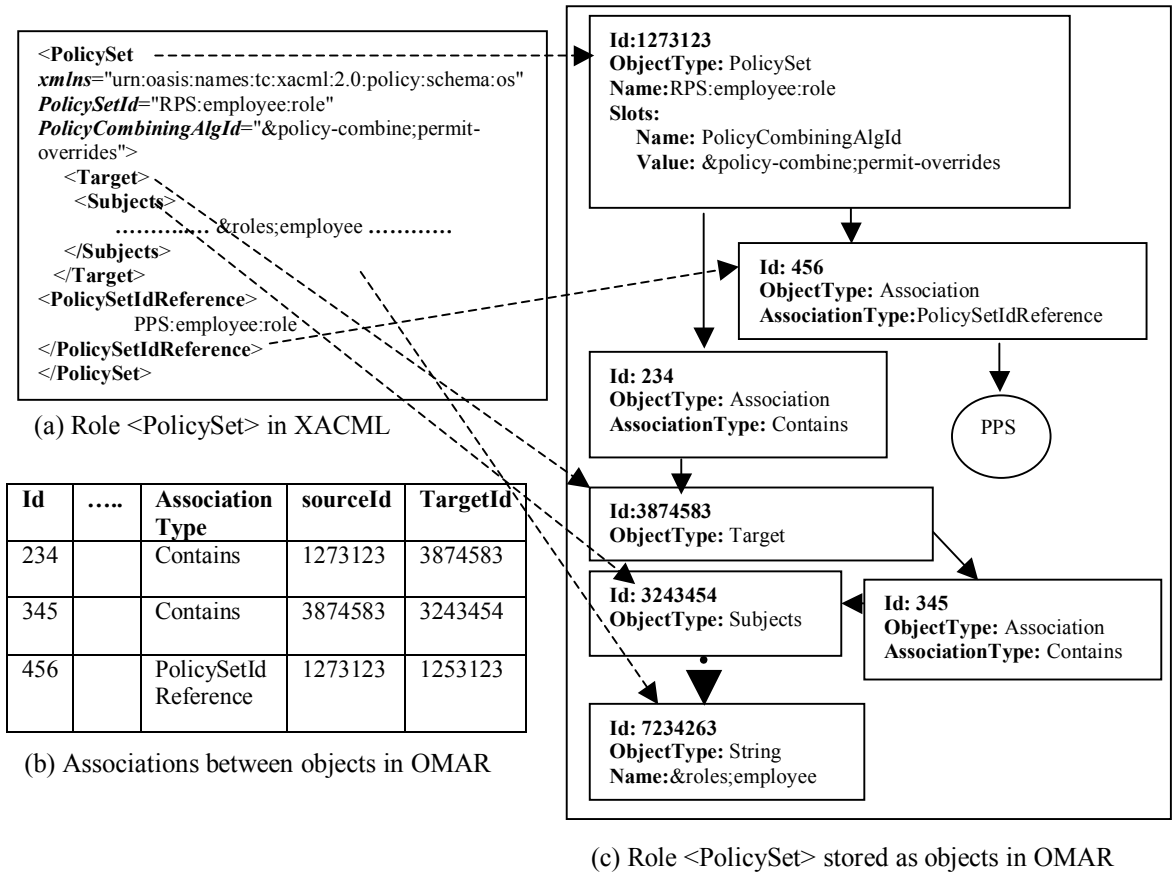 <PolicySet
xmlns="urn:oasis:names:tc:xacml:2.0:policy:schema:os"
PolicySetId="RPS:employee:role"
PolicyCombiningAlgId="&policy-combine;permit-
overrides">
<Target>
<Subjects>
………….. &roles;employee …………
</Subjects>
</Target>
<PolicySetIdReference>
PPS:employee:role
</PolicySetIdReference>
</PolicySet>
(a) Role <PolicySet> in XACML
Id ….. Association Type sourceId TargetId
234 Contains 1273123 3874583
345 Contains 3874583 3243454
456 PolicySetId Reference 1273123 1253123
(b) Associations between objects in OMAR
Id:1273123
ObjectType: PolicySet
Name:RPS:employee:role
Slots:
Name: PolicyCombiningAlgId
Value: &policy-combine;permit-overrides
Id: 456
ObjectType: Association
AssociationType:PolicySetIdReference
Id: 234
ObjectType: Association
AssociationType: Contains
PPS
Id:3874583
ObjectType: Target
Id: 3243454
ObjectType: Subjects
Id: 345
ObjectType: Association
AssociationType: Contains
Id: 7234263
ObjectType: String
Name:&roles;employee
(c) Role <PolicySet> stored as objects in OMAR